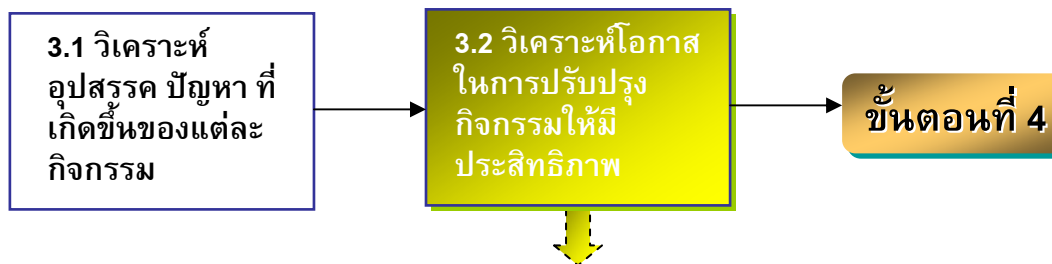 3.1 วิเคราะห์
อุปสรรค ปัญหา ที่
เกิดขึ้นของแต่ละ
กิจกรรม
3.2 วิเคราะห์โอกาส
ในการปรับปรุง
กิจกรรมให้มี
ประสิทธิภาพ
ขั้นตอนที่ 4